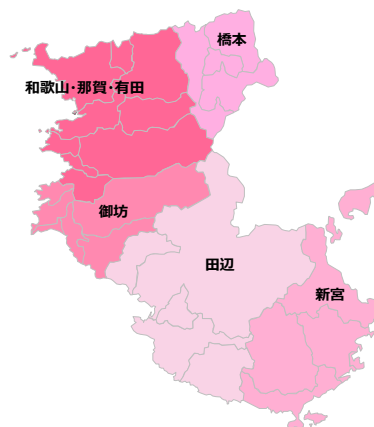 橋本
和歌山・那賀・有田
御坊
田辺
新宮